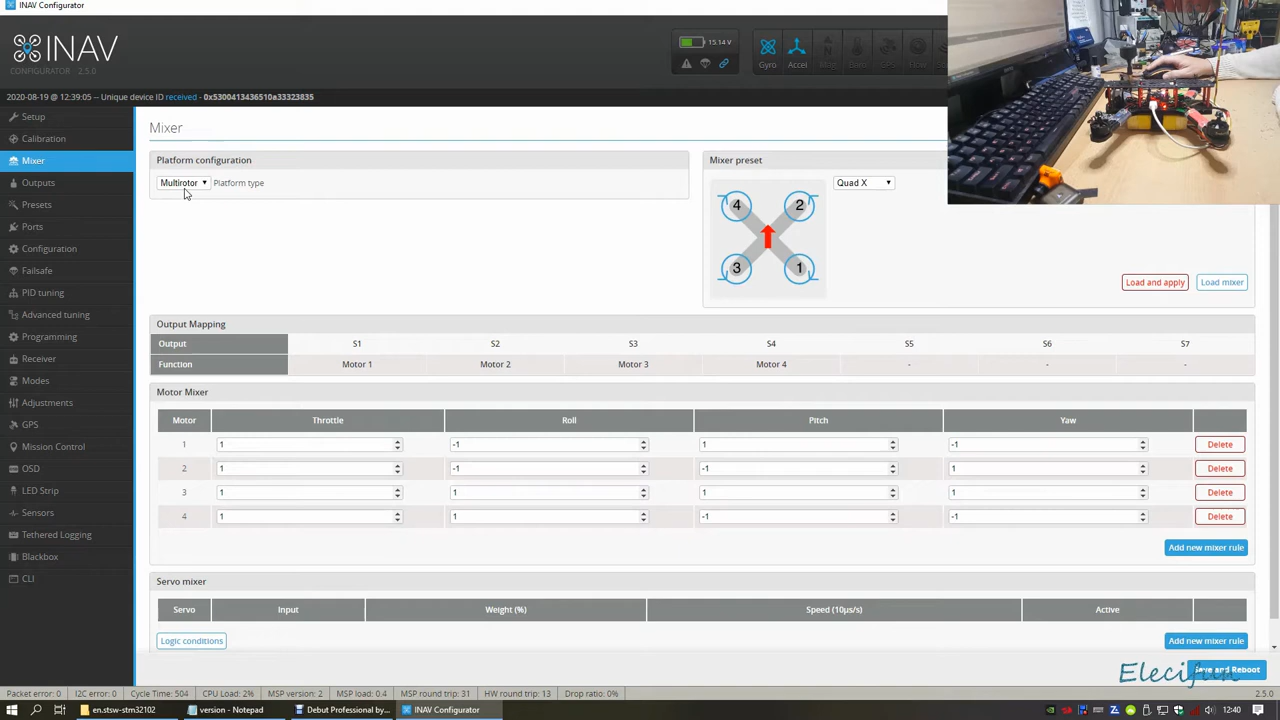 INAV Configurator
INAV
CONFIGURATOR 2.5.0
15.14 V
Gyro Accel Mag Baro GPS Flow
2020-08-19 @ 12:39:05 -- Unique device ID received - 0x5300413436510a33323835
Setup
Calibration
Mixer
Outputs
Presets
Ports
Configuration
Failsafe
PID tuning
Advanced tuning
Programming
Receiver
Modes
Adjustments
GPS
Mission Control
OSD
LED Strip
Sensors
Tethered Logging
Blackbox
CLI
Mixer
Platform configuration
Multirotor Platform type
Mixer preset
Quad X
4 2
3 1
Load and apply Load mixer
Output Mapping
Output S1 S2 S3 S4 S5 S6 S7
Function Motor 1 Motor 2 Motor 3 Motor 4 - - -
Motor Mixer
Motor Throttle Roll Pitch Yaw
1 1 -1 1 -1 Delete
2 1 -1 -1 1 Delete
3 1 1 1 1 Delete
4 1 1 -1 -1 Delete
Add new mixer rule
Servo mixer
Servo Input Weight (%) Speed (10µs/s) Active
Logic conditions Add new mixer rule
Save and Reboot
Packet error: 0 I2C error: 0 Cycle Time: 504 CPU Load: 2% MSP version: 2 MSP load: 0.4 MSP round trip: 31 HW round trip: 13 Drop ratio: 0% 2.5.0
en.stsw-stm32102 version - Notepad Debut Professional by... INAV Configurator 12:40